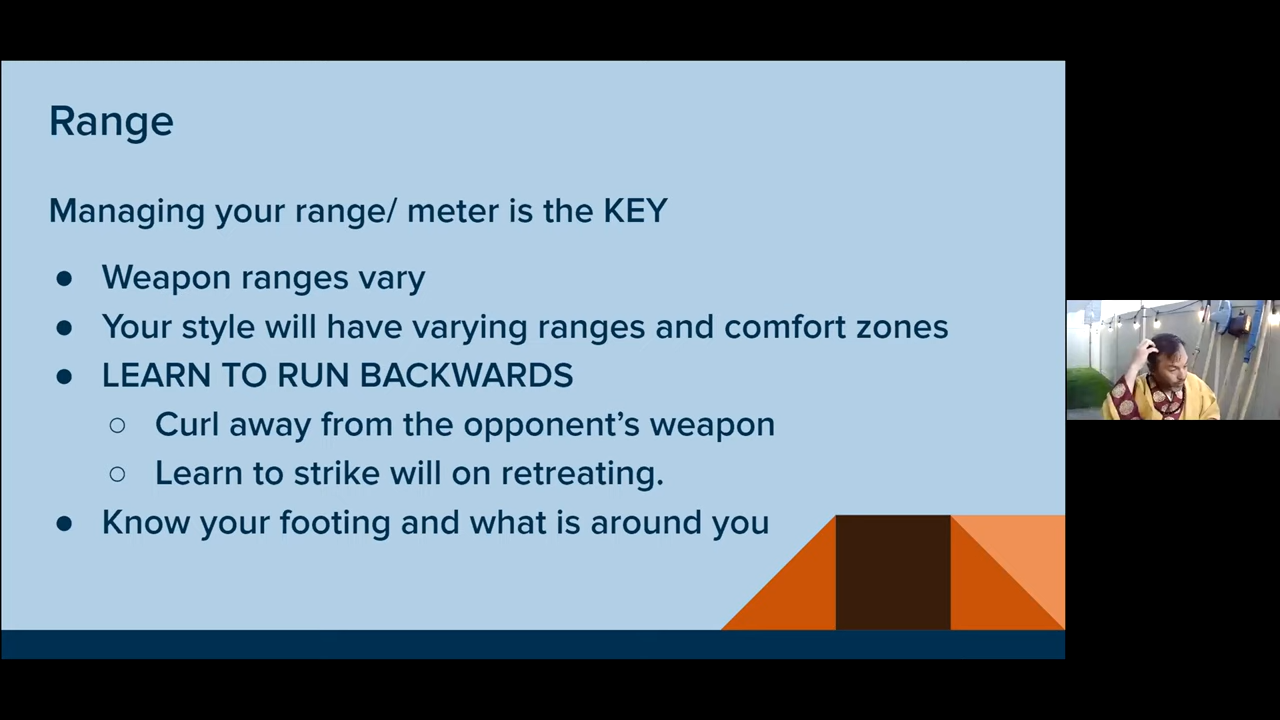 Range
Managing your range/ meter is the KEY
● Weapon ranges vary
● Your style will have varying ranges and comfort zones
● LEARN TO RUN BACKWARDS
○ Curl away from the opponent’s weapon
○ Learn to strike will on retreating.
● Know your footing and what is around you